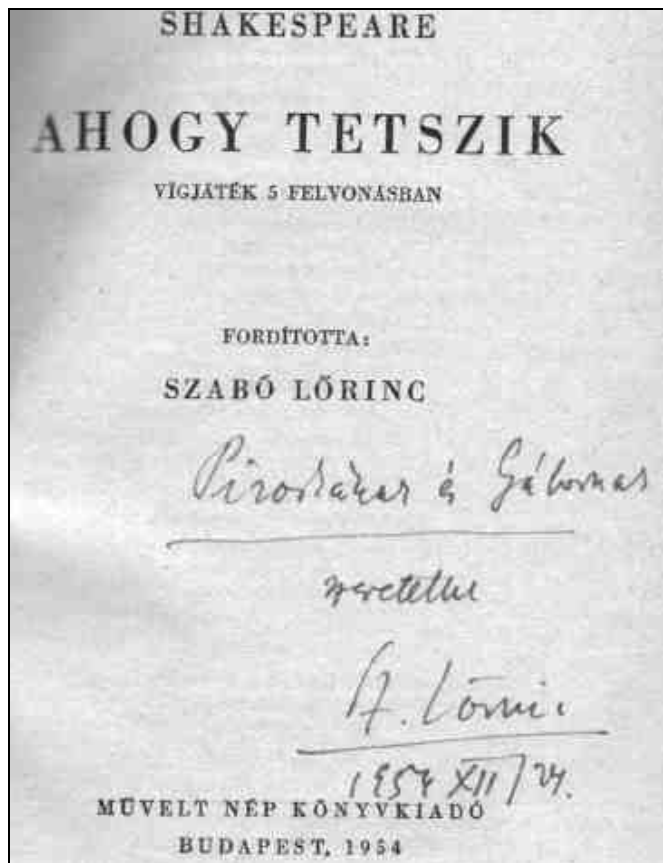 SHAKESPEARE
AHOGY TETSZIK
VÍGJÁTÉK 5 FELVONÁSBAN
FORDÍTOTTA:
SZABÓ LŐRINC
Piroskának és Gábornak
szeretettel
Sz. Lőrinc
1954 XII/24.
MŰVELT NÉP KÖNYVKIADÓ
BUDAPEST, 1954